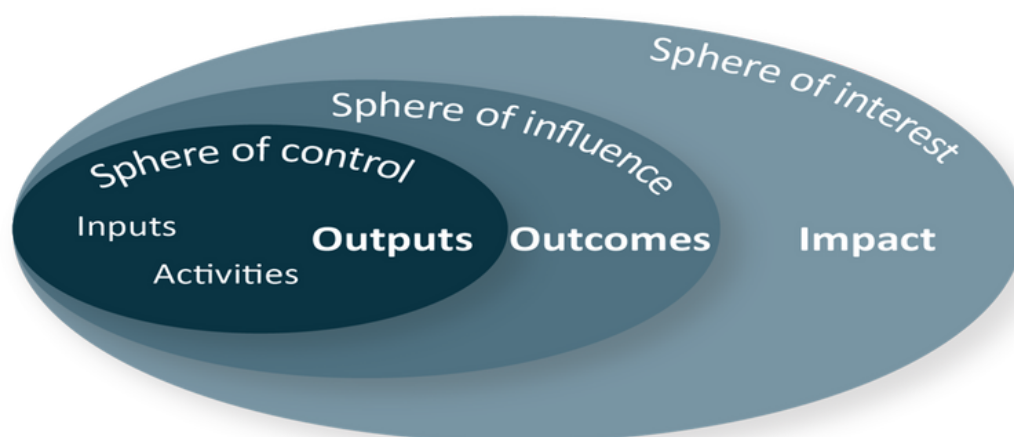 Sphere of interest
Sphere of influence
Sphere of control
Inputs
Activities
Outputs
Outcomes
Impact